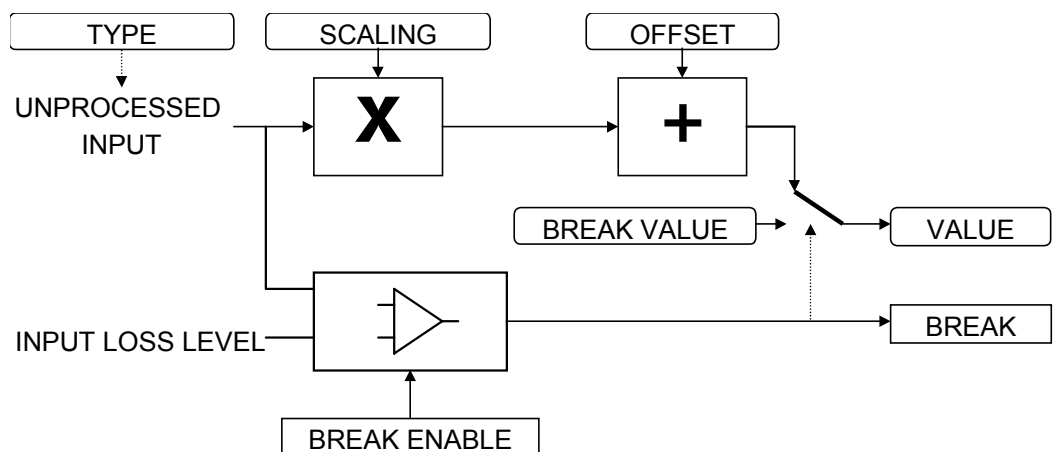 TYPE
SCALING
OFFSET
UNPROCESSED
INPUT
X
+
BREAK VALUE
VALUE
INPUT LOSS LEVEL
BREAK
BREAK ENABLE